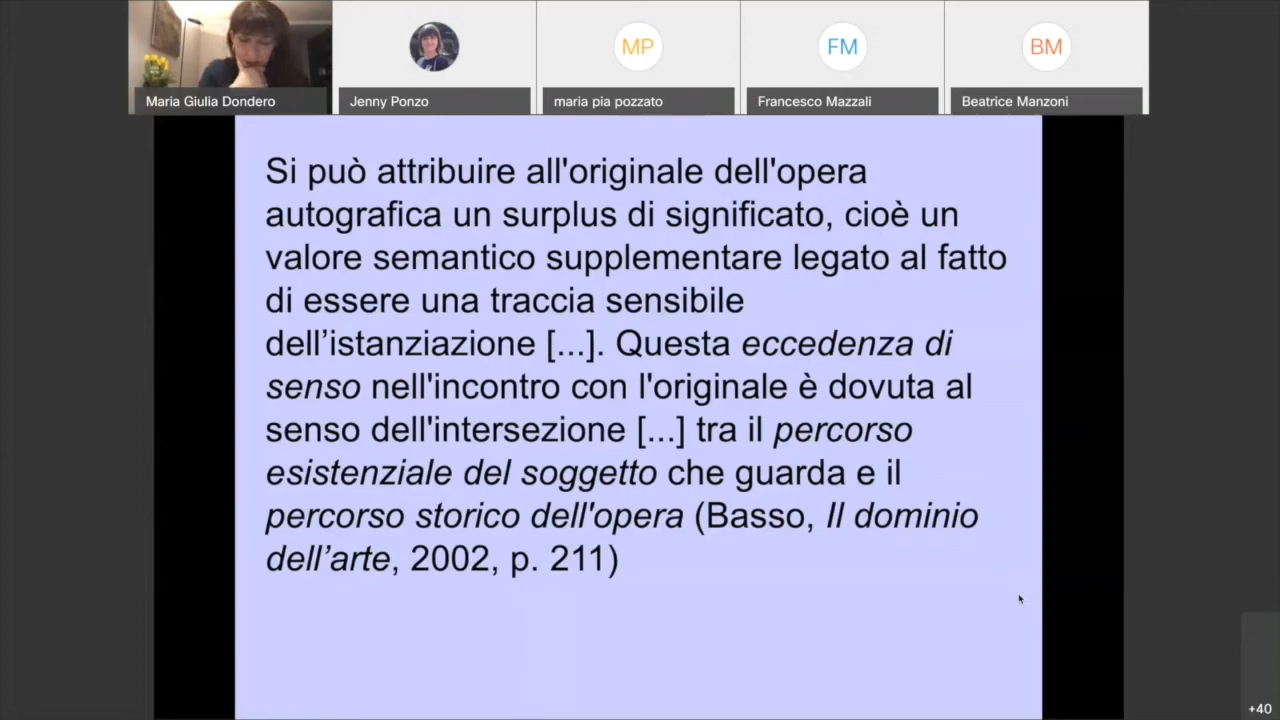 MP
FM
BM
Maria Giulia Dondero
Jenny Ponzo
maria pia pozzato
Francesco Mazzali
Beatrice Manzoni
Si può attribuire all'originale dell'opera
autografica un surplus di significato, cioè un
valore semantico supplementare legato al fatto
di essere una traccia sensibile
dell’istanziazione [...]. Questa eccedenza di
senso nell'incontro con l'originale è dovuta al
senso dell'intersezione [...] tra il percorso
esistenziale del soggetto che guarda e il
percorso storico dell'opera (Basso, Il dominio
dell’arte, 2002, p. 211)
+40